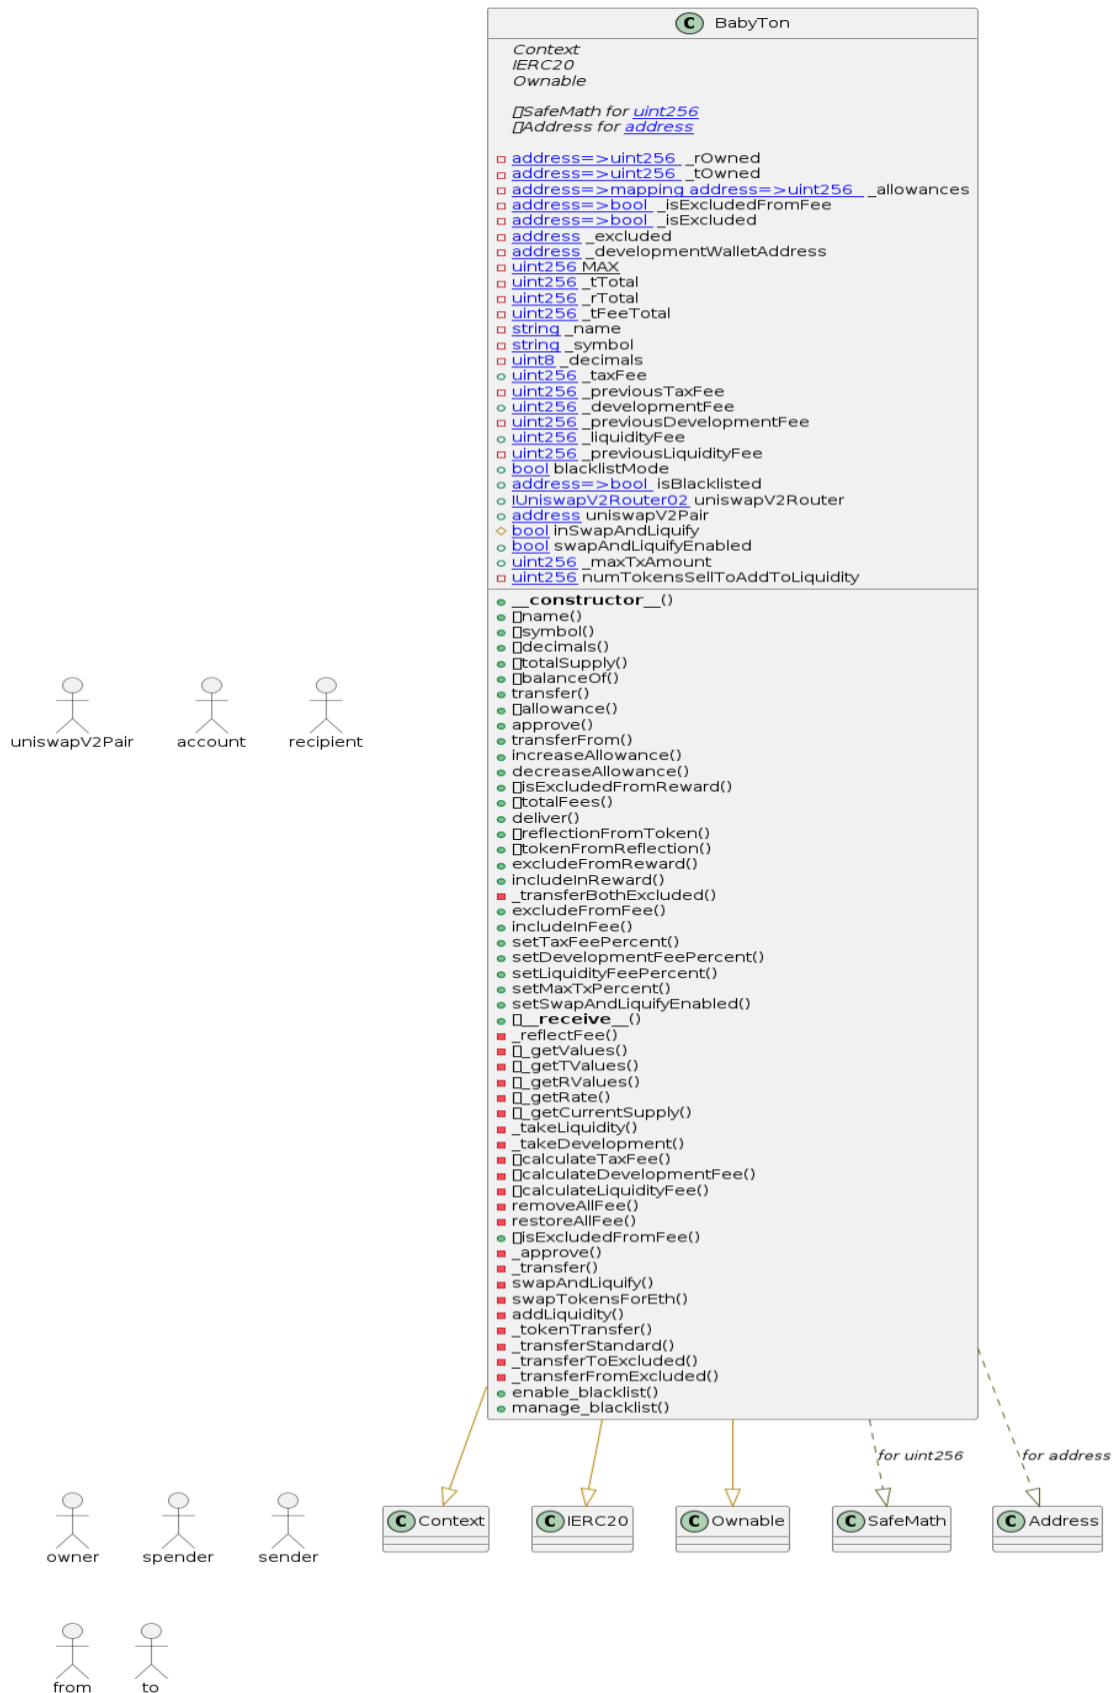 C BabyTon
Context
IERC20
Ownable
▯SafeMath for uint256
▯Address for address
address=>uint256 _rOwned
address=>uint256 _tOwned
address=>mapping address=>uint256 _allowances
address=>bool _isExcludedFromFee
address=>bool _isExcluded
address _excluded
address _developmentWalletAddress
uint256 MAX
uint256 _tTotal
uint256 _rTotal
uint256 _tFeeTotal
string _name
string _symbol
uint8 _decimals
uint256 _taxFee
uint256 _previousTaxFee
uint256 _developmentFee
uint256 _previousDevelopmentFee
uint256 _liquidityFee
uint256 _previousLiquidityFee
bool blacklistMode
address=>bool isBlacklisted
IUniswapV2Router02 uniswapV2Router
address uniswapV2Pair
bool inSwapAndLiquify
bool swapAndLiquifyEnabled
uint256 _maxTxAmount
uint256 numTokensSellToAddToLiquidity
__constructor__()
▯name()
▯symbol()
▯decimals()
▯totalSupply()
▯balanceOf()
transfer()
▯allowance()
approve()
transferFrom()
increaseAllowance()
decreaseAllowance()
▯isExcludedFromReward()
▯totalFees()
deliver()
▯reflectionFromToken()
▯tokenFromReflection()
excludeFromReward()
includeInReward()
_transferBothExcluded()
excludeFromFee()
includeInFee()
setTaxFeePercent()
setDevelopmentFeePercent()
setLiquidityFeePercent()
setMaxTxPercent()
setSwapAndLiquifyEnabled()
▯__receive__()
_reflectFee()
▯_getValues()
▯_getTValues()
▯_getRValues()
▯_getRate()
▯_getCurrentSupply()
_takeLiquidity()
_takeDevelopment()
▯calculateTaxFee()
▯calculateDevelopmentFee()
▯calculateLiquidityFee()
removeAllFee()
restoreAllFee()
▯isExcludedFromFee()
_approve()
_transfer()
swapAndLiquify()
swapTokensForEth()
addLiquidity()
_tokenTransfer()
_transferStandard()
_transferToExcluded()
_transferFromExcluded()
enable_blacklist()
manage_blacklist()
uniswapV2Pair account recipient
for uint256 for address
C Context C IERC20 C Ownable C SafeMath C Address
owner spender sender
from to